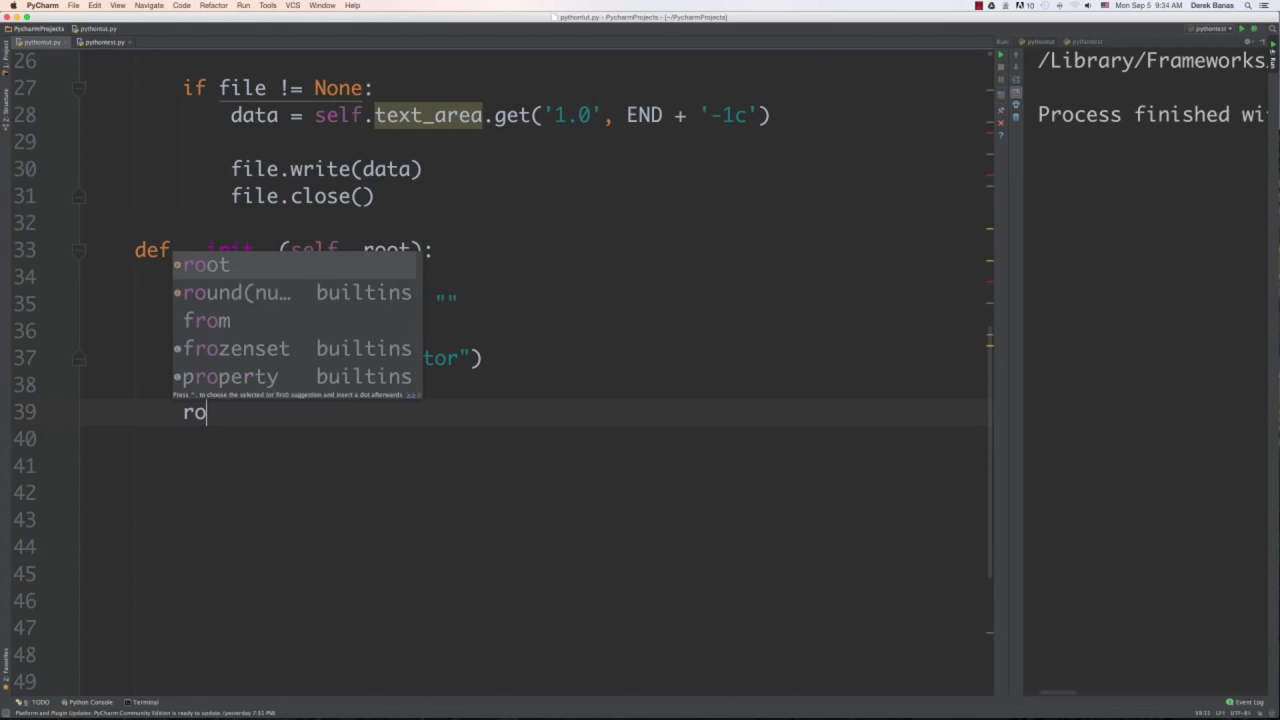 PyCharm File Edit View Navigate Code Refactor Run Tools VCS Window Help 10 Mon Sep 5 9:34 AM Derek Banas
pythontut.py - PycharmProjects - [~/PycharmProjects]
PycharmProjects pythontut.py pythontest
pythontut.py pythontest.py Run: pythontut pythontest
26
27 if file != None:
28 data = self.text_area.get('1.0', END + '-1c')
29
30 file.write(data)
31 file.close()
32
33 def __init__(self, root):
34
35 ""
36
37 tor")
38
39 ro
40
41
42
43
44
45
46
47
48
49
root
round(nu… builtins
from
frozenset builtins
property builtins
Press ^. to choose the selected (or first) suggestion and insert a dot afterwards >>
/Library/Frameworks
Process finished wi
1: Project
7: Structure
2: Favorites
4: Run
6: TODO Python Console Terminal Event Log
Platform and Plugin Updates: PyCharm Community Edition is ready to update. (yesterday 7:31 PM) 39:11 LF÷ UTF-8÷